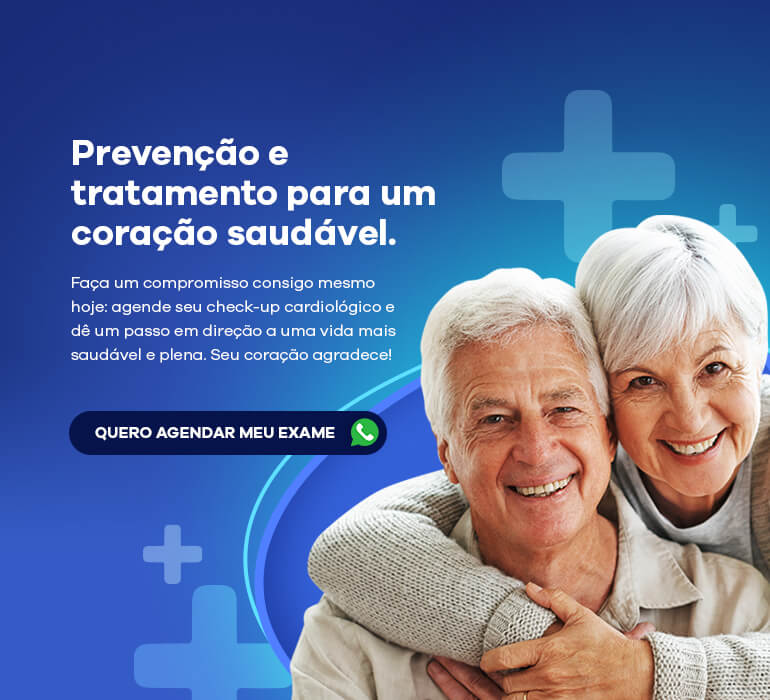 Prevenção e
tratamento para um
coração saudável.
Faça um compromisso consigo mesmo
hoje: agende seu check-up cardiológico e
dê um passo em direção a uma vida mais
saudável e plena. Seu coração agradece!
QUERO AGENDAR MEU EXAME